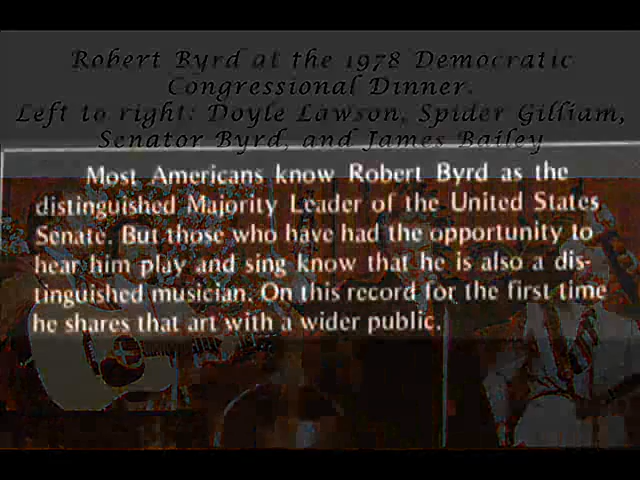 Robert Byrd at the 1978 Democratic
Congressional Dinner.
Left to right: Doyle Lawson, Spider Gilliam,
Senator Byrd, and James Bailey
Most Americans know Robert Byrd as the
distinguished Majority Leader of the United States
Senate. But those who have had the opportunity to
hear him play and sing know that he is also a dis-
tinguished musician. On this record for the first time
he shares that art with a wider public.